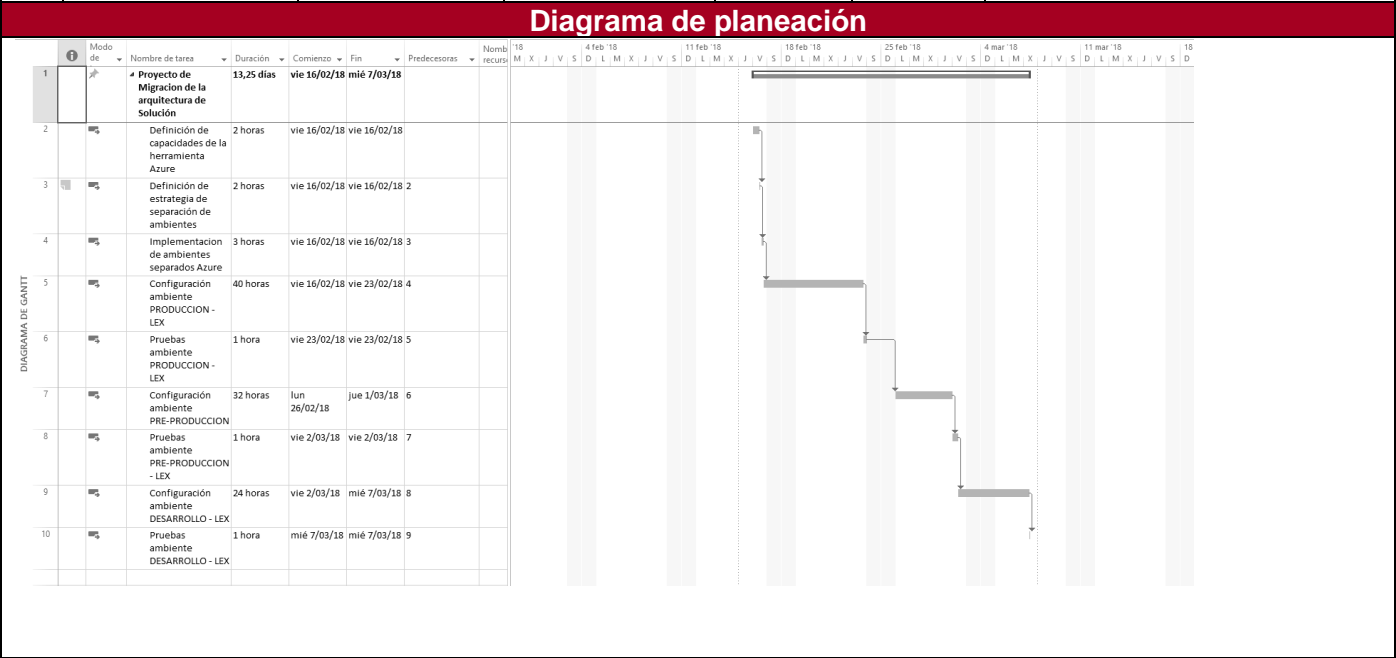 Diagrama de planeación
Modo de
Nombre de tarea
Duración
Comienzo
Fin
Predecesoras
Nomb
recurs
'18
4 feb '18
11 feb '18
18 feb '18
25 feb '18
4 mar '18
11 mar '18
18
M X J V S D L M X J V S D L M X J V S D L M X J V S D L M X J V S D L M X J V S D L M X J V S D
1
Proyecto de
Migracion de la
arquitectura de
Solución
13,25 días
vie 16/02/18
mié 7/03/18
2
Definición de
capacidades de la
herramienta
Azure
2 horas
vie 16/02/18
vie 16/02/18
3
Definición de
estrategia de
separación de
ambientes
2 horas
vie 16/02/18
vie 16/02/18
2
4
Implementacion
de ambientes
separados Azure
3 horas
vie 16/02/18
vie 16/02/18
3
5
Configuración
ambiente
PRODUCCION -
LEX
40 horas
vie 16/02/18
vie 23/02/18
4
6
Pruebas
ambiente
PRODUCCION -
LEX
1 hora
vie 23/02/18
vie 23/02/18
5
7
Configuración
ambiente
PRE-PRODUCCION
32 horas
lun
26/02/18
jue 1/03/18
6
8
Pruebas
ambiente
PRE-PRODUCCION
- LEX
1 hora
vie 2/03/18
vie 2/03/18
7
9
Configuración
ambiente
DESARROLLO - LEX
24 horas
vie 2/03/18
mié 7/03/18
8
10
Pruebas
ambiente
DESARROLLO - LEX
1 hora
mié 7/03/18
mié 7/03/18
9
DIAGRAMA DE GANTT